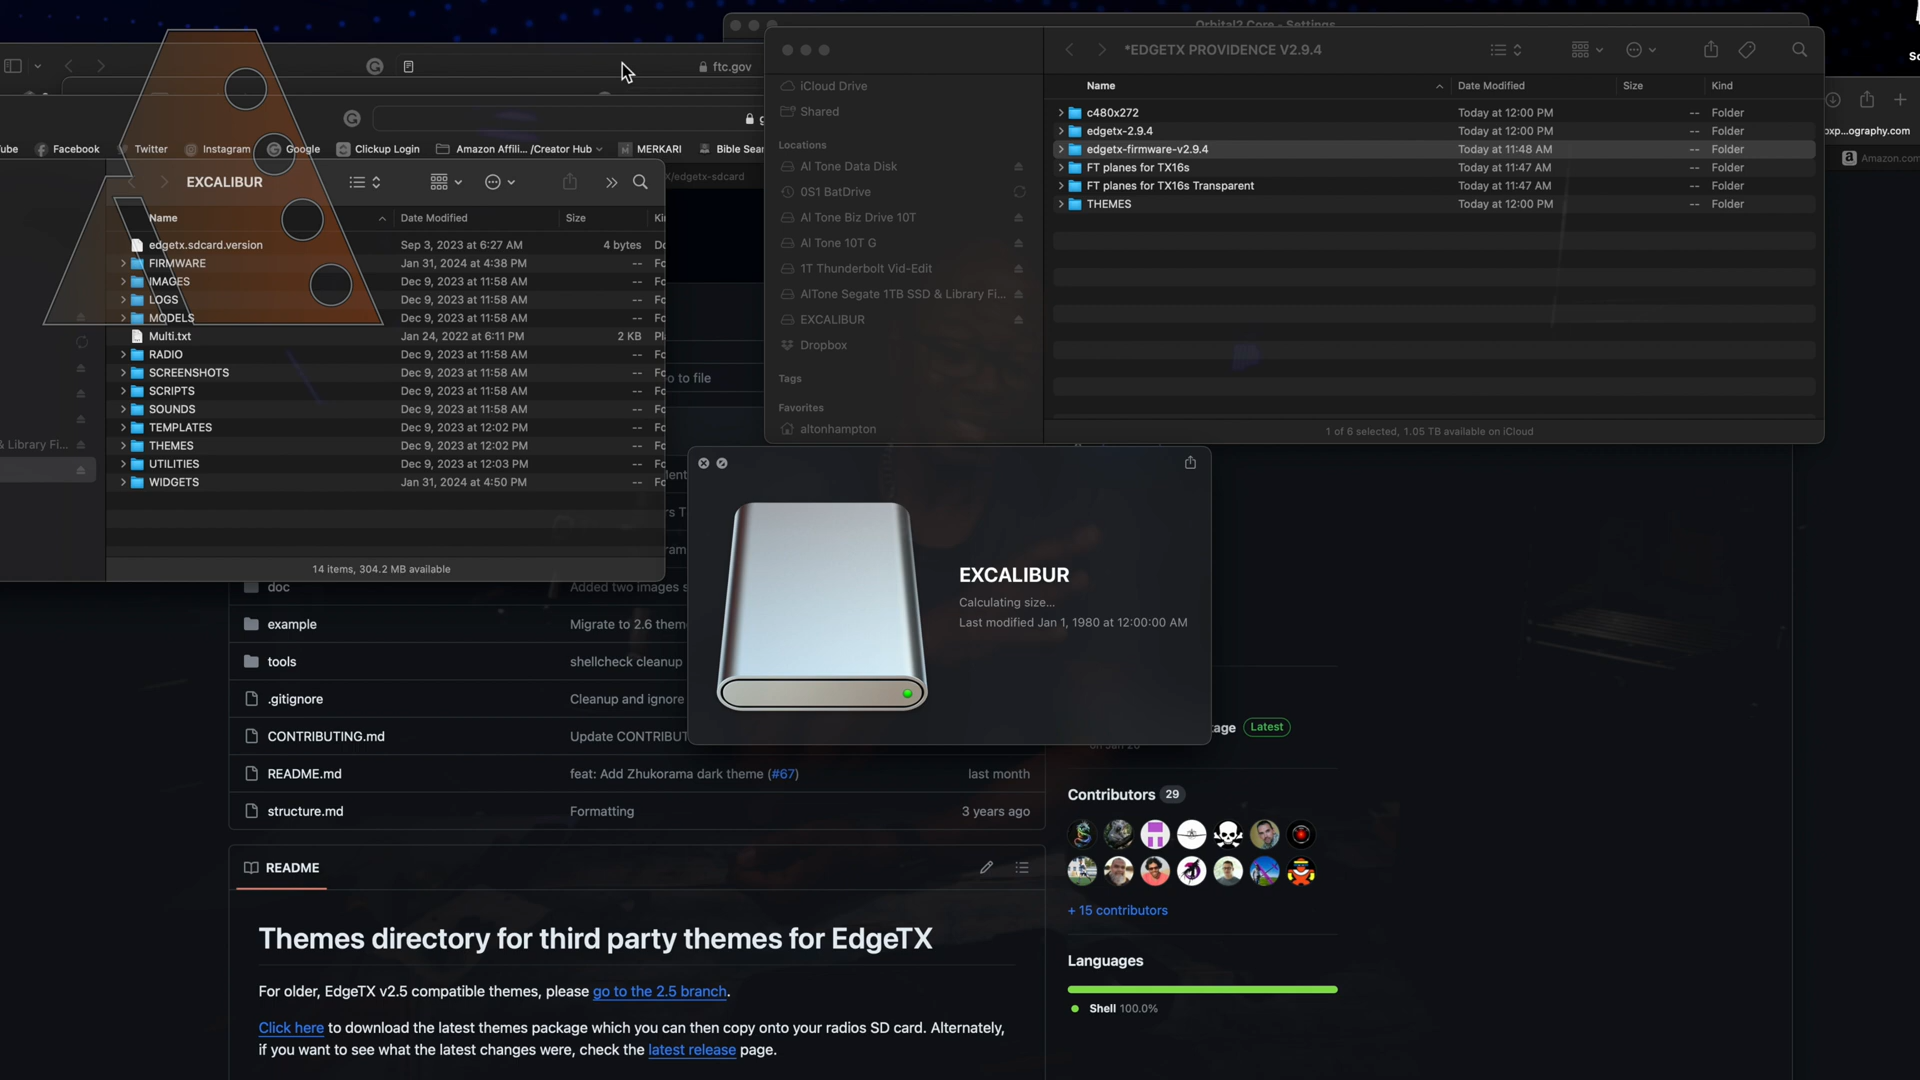 Orbital2 Core - Settings
ftc.gov
Facebook
Twitter
Instagram
Google
Clickup Login
Amazon Affili... /Creator Hub
MERKARI
Bible Sear
EXCALIBUR
Name
Date Modified
Size
edgetx.sdcard.version
Sep 3, 2023 at 6:27 AM
4 bytes
FIRMWARE
Jan 31, 2024 at 4:38 PM
--
IMAGES
Dec 9, 2023 at 11:58 AM
--
LOGS
Dec 9, 2023 at 11:58 AM
--
MODELS
Dec 9, 2023 at 11:58 AM
--
Multi.txt
Jan 24, 2022 at 6:11 PM
2 KB
RADIO
Dec 9, 2023 at 11:58 AM
--
SCREENSHOTS
Dec 9, 2023 at 11:58 AM
--
SCRIPTS
Dec 9, 2023 at 11:58 AM
--
SOUNDS
Dec 9, 2023 at 11:58 AM
--
TEMPLATES
Dec 9, 2023 at 12:02 PM
--
THEMES
Dec 9, 2023 at 12:02 PM
--
UTILITIES
Dec 9, 2023 at 12:03 PM
--
WIDGETS
Jan 31, 2024 at 4:50 PM
--
14 items, 304.2 MB available
& Library Fi...
X/edgetx-sdcard
o to file
iCloud Drive
Shared
Locations
Al Tone Data Disk
0S1 BatDrive
Al Tone Biz Drive 10T
Al Tone 10T G
1T Thunderbolt Vid-Edit
AlTone Segate 1TB SSD & Library Fi...
EXCALIBUR
Dropbox
Tags
Favorites
altonhampton
*EDGETX PROVIDENCE V2.9.4
Name
Date Modified
Size
Kind
c480x272
Today at 12:00 PM
--
Folder
edgetx-2.9.4
Today at 12:00 PM
--
Folder
edgetx-firmware-v2.9.4
Today at 11:48 AM
--
Folder
FT planes for TX16s
Today at 11:47 AM
--
Folder
FT planes for TX16s Transparent
Today at 11:47 AM
--
Folder
THEMES
Today at 12:00 PM
--
Folder
1 of 6 selected, 1.05 TB available on iCloud
oxp...ography.com
Amazon.com
EXCALIBUR
Calculating size...
Last modified Jan 1, 1980 at 12:00:00 AM
doc
Added two images s
example
Migrate to 2.6 them
tools
shellcheck cleanup
.gitignore
Cleanup and ignore
CONTRIBUTING.md
Update CONTRIBUT
README.md
feat: Add Zhukorama dark theme (#67)
last month
structure.md
Formatting
3 years ago
README
Themes directory for third party themes for EdgeTX
For older, EdgeTX v2.5 compatible themes, please go to the 2.5 branch.
Click here to download the latest themes package which you can then copy onto your radios SD card. Alternately,
if you want to see what the latest changes were, check the latest release page.
Latest
Contributors 29
+ 15 contributors
Languages
Shell 100.0%